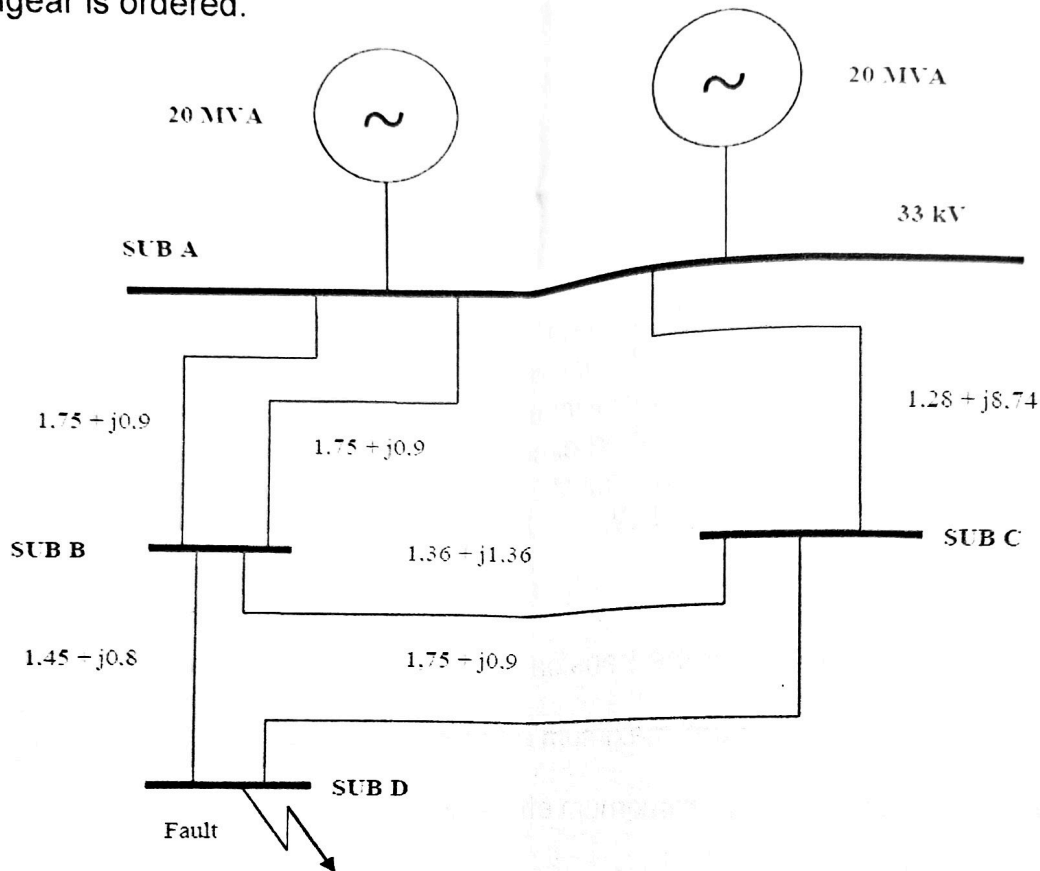 ngear is ordered.
20 MVA
20 MVA
33 kV
SUB A
1.75 + j0.9
1.75 + j0.9
1.28 + j8.74
SUB B
1.36 + j1.36
SUB C
1.45 + j0.8
1.75 + j0.9
SUB D
Fault